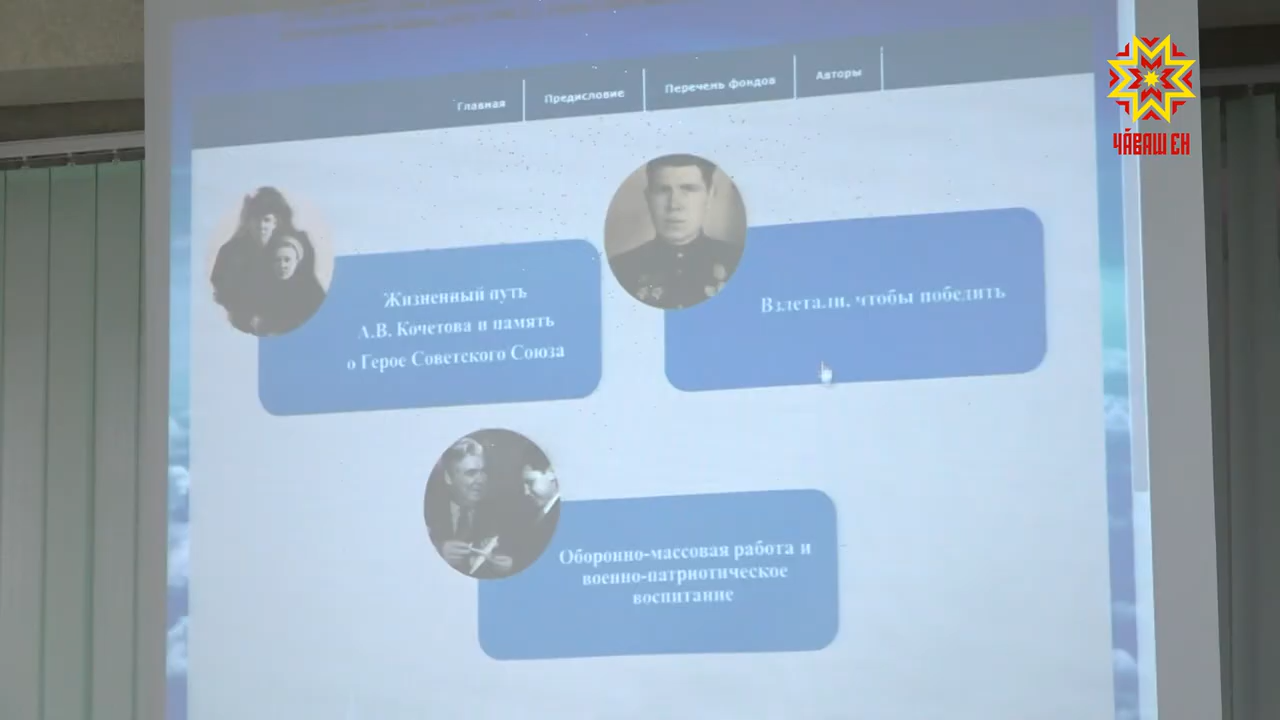 Главная Предисловие Перечень фондов Авторы
ЧӐВАШ ЕН
Жизненный путь
А.В. Кочетова и память
о Герое Советского Союза
Взлетали, чтобы победить
Оборонно-массовая работа и
военно-патриотическое
воспитание